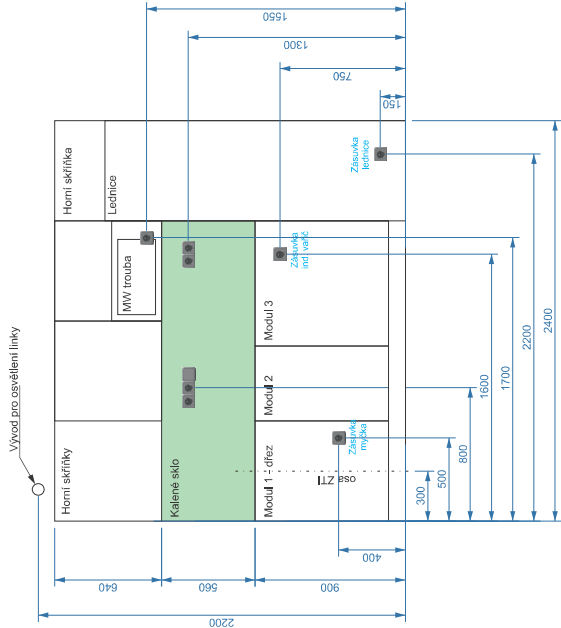 Vývod pro osvětlení linky
Horní skříňky
Horní skříňka
Lednice
MW trouba
Kalené sklo
Modul 1 - dřez
Modul 2
Modul 3
osa ZTI
Zásuvka
myčka
Zásuvka
ind.vařič
Zásuvka
lednice
640
560
900
2200
400
300
500
800
1600
1700
2200
2400
150
750
1300
1550